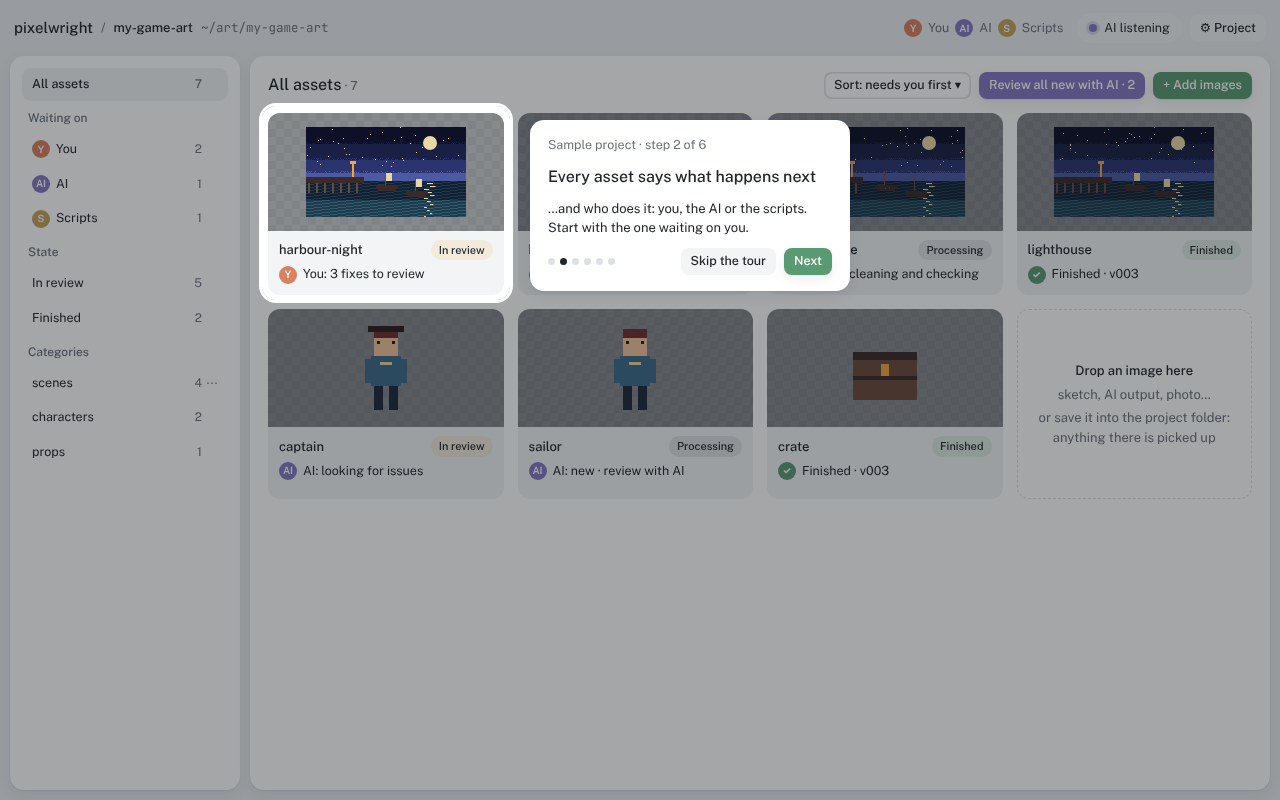 pixelwright / my-game-art ~/art/my-game-art
Y You AI AI S Scripts AI listening ⚙ Project
All assets 7
Waiting on
Y You 2
AI AI 1
S Scripts 1
State
In review 5
Finished 2
Categories
scenes 4 ···
characters 2
props 1
All assets · 7
Sort: needs you first ▾
Review all new with AI · 2
+ Add images
harbour-night In review
Y You: 3 fixes to review
Sample project · step 2 of 6
Every asset says what happens next
…and who does it: you, the AI or the scripts.
Start with the one waiting on you.
Skip the tour Next
Processing
cleaning and checking
lighthouse Finished
Finished · v003
captain In review
AI AI: looking for issues
sailor Processing
AI AI: new · review with AI
crate Finished
Finished · v003
Drop an image here
sketch, AI output, photo…
or save it into the project folder:
anything there is picked up